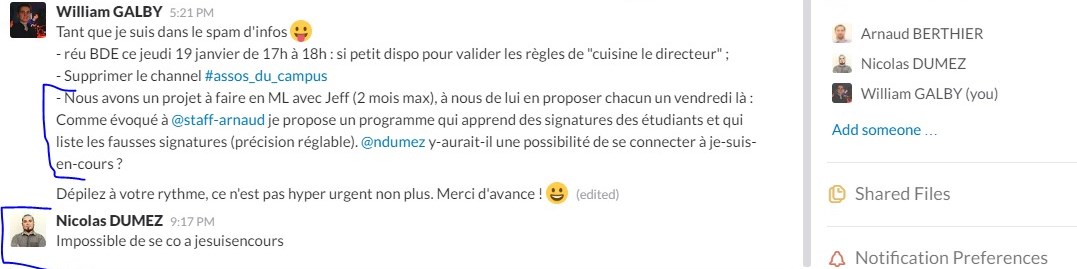 William GALBY 5:21 PM
Tant que je suis dans le spam d'infos
- réu BDE ce jeudi 19 janvier de 17h à 18h : si petit dispo pour valider les règles de "cuisine le directeur" ;
- Supprimer le channel #assos_du_campus
- Nous avons un projet à faire en ML avec Jeff (2 mois max), à nous de lui en proposer chacun un vendredi là :
Comme évoqué à @staff-arnaud je propose un programme qui apprend des signatures des étudiants et qui
liste les fausses signatures (précision réglable). @ndumez y-aurait-il une possibilité de se connecter à je-suis-
en-cours ?
Dépilez à votre rythme, ce n'est pas hyper urgent non plus. Merci d'avance ! (edited)
Nicolas DUMEZ 9:17 PM
Impossible de se co a jesuisencours
Arnaud BERTHIER
Nicolas DUMEZ
William GALBY (you)
Add someone ...
Shared Files
Notification Preferences